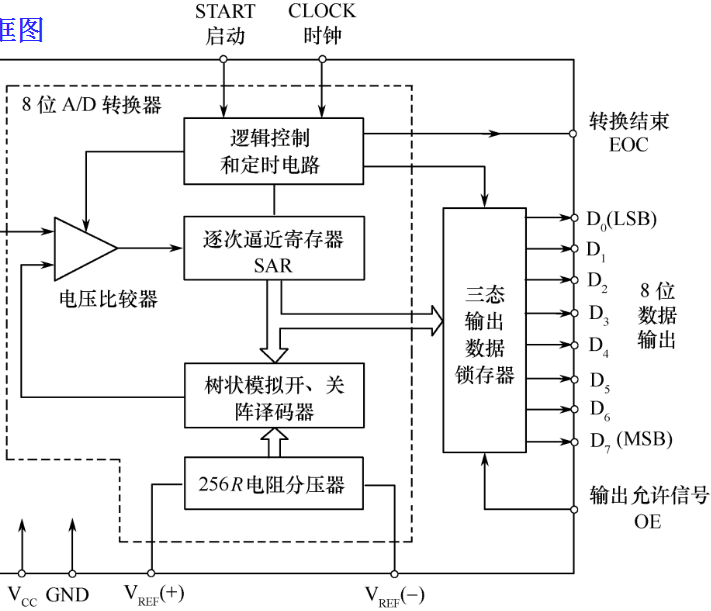 框图
START
启动
CLOCK
时钟
8 位 A/D 转换器
逻辑控制
和定时电路
转换结束
EOC
逐次逼近寄存器
SAR
电压比较器
三态
输出
数据
锁存器
D0(LSB)
D1
D2
D3
D4
D5
D6
D7 (MSB)
8 位
数据
输出
树状模拟开、关
阵译码器
256R电阻分压器
输出允许信号
OE
VCC
GND
VREF(+)
VREF(−)